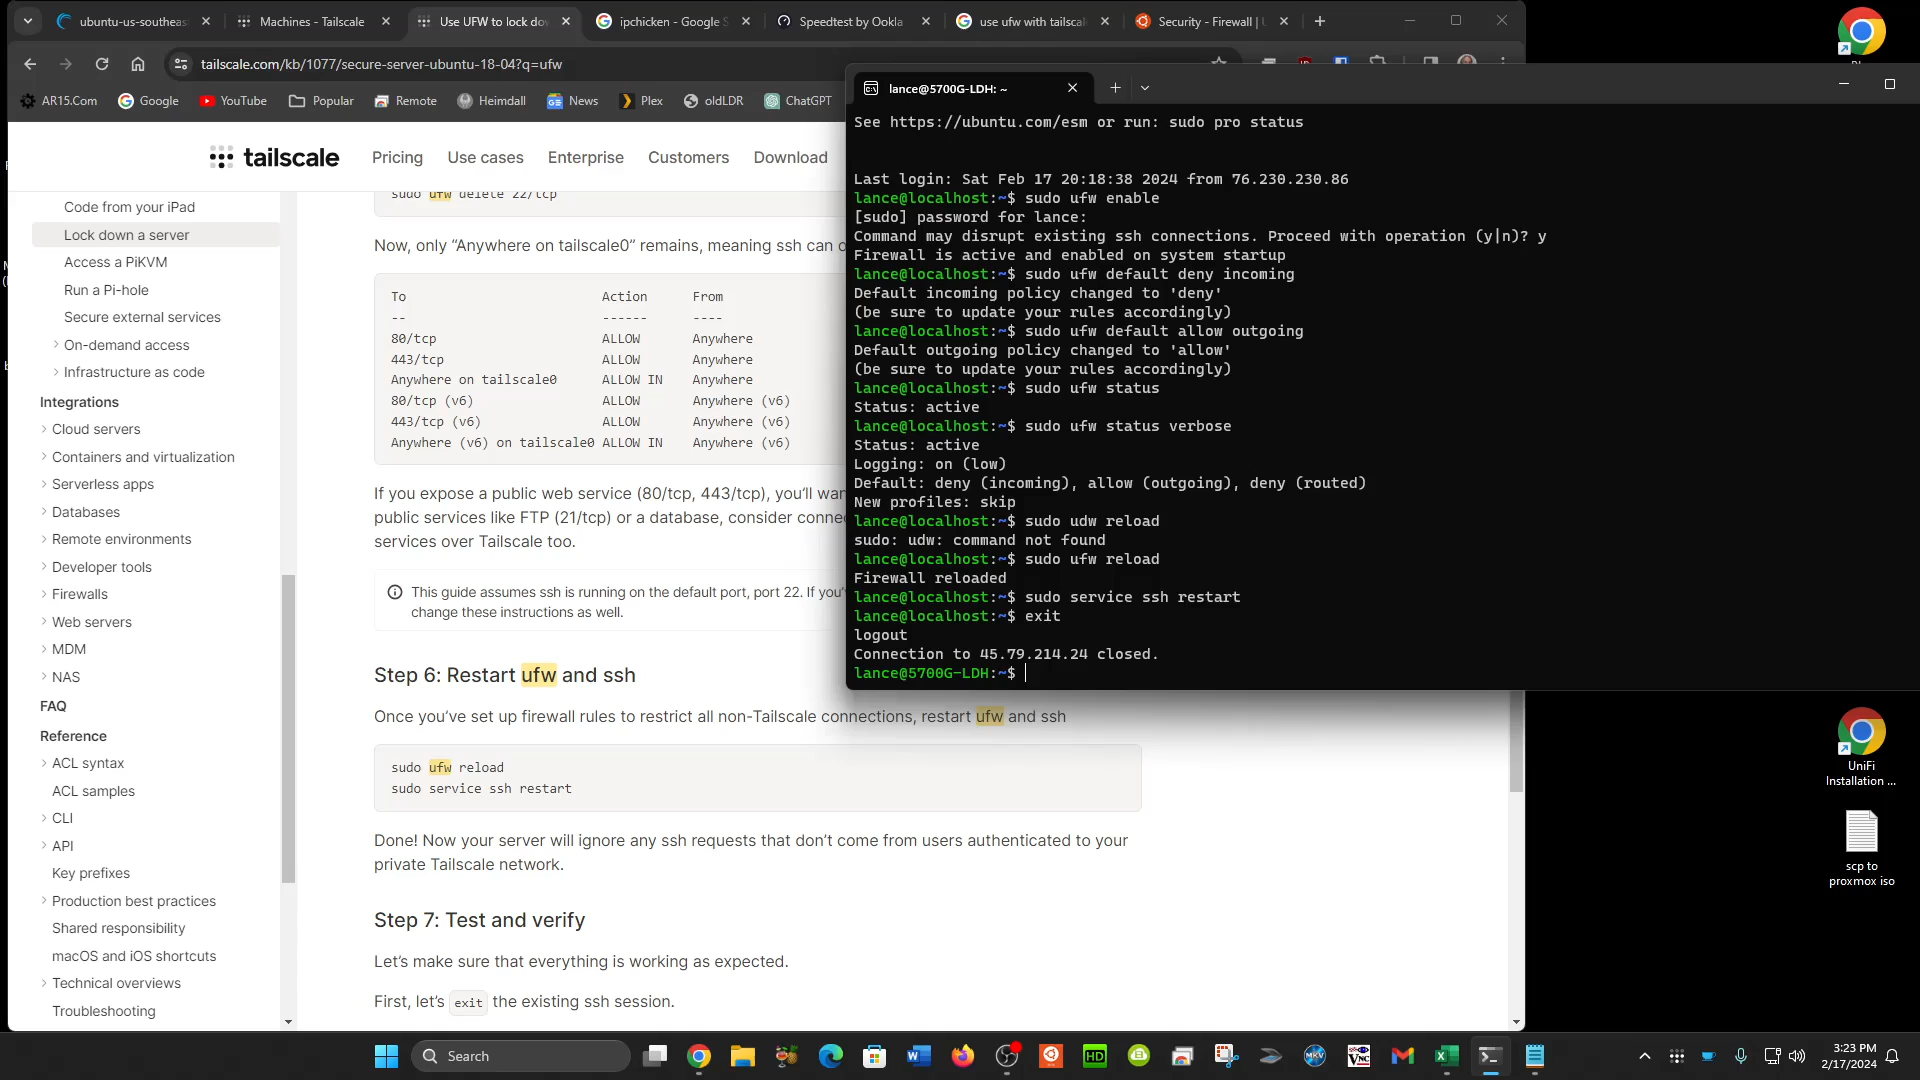 ubuntu-us-southeas
Machines - Tailscale
Use UFW to lock dow
ipchicken - Google S
Speedtest by Ookla
use ufw with tailscal
Security - Firewall | U
tailscale.com/kb/1077/secure-server-ubuntu-18-04?q=ufw
AR15.Com
Google
YouTube
Popular
Remote
Heimdall
News
Plex
oldLDR
ChatGPT
tailscale
Pricing
Use cases
Enterprise
Customers
Download
Code from your iPad
Lock down a server
Access a PiKVM
Run a Pi-hole
Secure external services
On-demand access
Infrastructure as code
Integrations
Cloud servers
Containers and virtualization
Serverless apps
Databases
Remote environments
Developer tools
Firewalls
Web servers
MDM
NAS
FAQ
Reference
ACL syntax
ACL samples
CLI
API
Key prefixes
Production best practices
Shared responsibility
macOS and iOS shortcuts
Technical overviews
Troubleshooting
sudo ufw delete 22/tcp
Now, only “Anywhere on tailscale0” remains, meaning ssh can o
To Action From
-- ------ ----
80/tcp ALLOW Anywhere
443/tcp ALLOW Anywhere
Anywhere on tailscale0 ALLOW IN Anywhere
80/tcp (v6) ALLOW Anywhere (v6)
443/tcp (v6) ALLOW Anywhere (v6)
Anywhere (v6) on tailscale0 ALLOW IN Anywhere (v6)
If you expose a public web service (80/tcp, 443/tcp), you’ll wan
public services like FTP (21/tcp) or a database, consider conne
services over Tailscale too.
This guide assumes ssh is running on the default port, port 22. If you’
change these instructions as well.
Step 6: Restart ufw and ssh
Once you’ve set up firewall rules to restrict all non-Tailscale connections, restart ufw and ssh
sudo ufw reload
sudo service ssh restart
Done! Now your server will ignore any ssh requests that don’t come from users authenticated to your
private Tailscale network.
Step 7: Test and verify
Let’s make sure that everything is working as expected.
First, let’s exit the existing ssh session.
lance@5700G-LDH: ~
See https://ubuntu.com/esm or run: sudo pro status
Last login: Sat Feb 17 20:18:38 2024 from 76.230.230.86
lance@localhost:~$ sudo ufw enable
[sudo] password for lance:
Command may disrupt existing ssh connections. Proceed with operation (y|n)? y
Firewall is active and enabled on system startup
lance@localhost:~$ sudo ufw default deny incoming
Default incoming policy changed to 'deny'
(be sure to update your rules accordingly)
lance@localhost:~$ sudo ufw default allow outgoing
Default outgoing policy changed to 'allow'
(be sure to update your rules accordingly)
lance@localhost:~$ sudo ufw status
Status: active
lance@localhost:~$ sudo ufw status verbose
Status: active
Logging: on (low)
Default: deny (incoming), allow (outgoing), deny (routed)
New profiles: skip
lance@localhost:~$ sudo udw reload
sudo: udw: command not found
lance@localhost:~$ sudo ufw reload
Firewall reloaded
lance@localhost:~$ sudo service ssh restart
lance@localhost:~$ exit
logout
Connection to 45.79.214.24 closed.
lance@5700G-LDH:~$
UniFi
Installation ...
scp to
proxmox iso
Search
HD
MKV
VNC
3:23 PM
2/17/2024